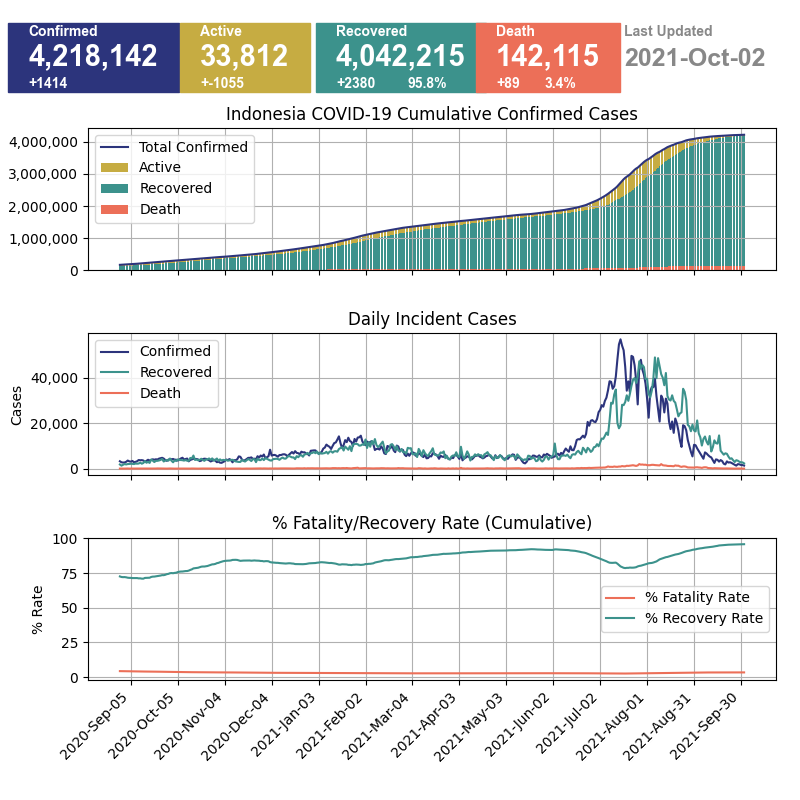 Confirmed
4,218,142
+1414
Active
33,812
+-1055
Recovered
4,042,215
+2380 95.8%
Death
142,115
+89 3.4%
Last Updated
2021-Oct-02
Indonesia COVID-19 Cumulative Confirmed Cases
4,000,000
3,000,000
2,000,000
1,000,000
0
Total Confirmed
Active
Recovered
Death
Daily Incident Cases
Cases
40,000
20,000
0
Confirmed
Recovered
Death
% Fatality/Recovery Rate (Cumulative)
% Rate
100
75
50
25
0
% Fatality Rate
% Recovery Rate
2020-Sep-05
2020-Oct-05
2020-Nov-04
2020-Dec-04
2021-Jan-03
2021-Feb-02
2021-Mar-04
2021-Apr-03
2021-May-03
2021-Jun-02
2021-Jul-02
2021-Aug-01
2021-Aug-31
2021-Sep-30